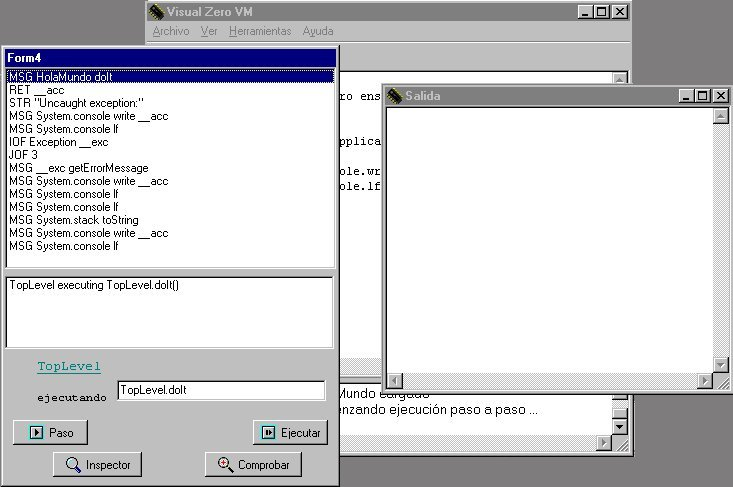 Visual Zero VM
Archivo Ver Herramientas Ayuda
Form4
MSG HolaMundo doIt
RET __acc
STR "Uncaught exception:"
MSG System.console write __acc
MSG System.console lf
IOF Exception __exc
JOF 3
MSG __exc getErrorMessage
MSG System.console write __acc
MSG System.console lf
MSG System.console lf
MSG System.stack toString
MSG System.console write __acc
MSG System.console lf
TopLevel executing TopLevel.doIt()
TopLevel
ejecutando TopLevel.doIt
Paso Ejecutar
Inspector Comprobar
ro ens
pplica
ole.wr
ole.lf
Salida
Mundo cargado
enzando ejecución paso a paso ...